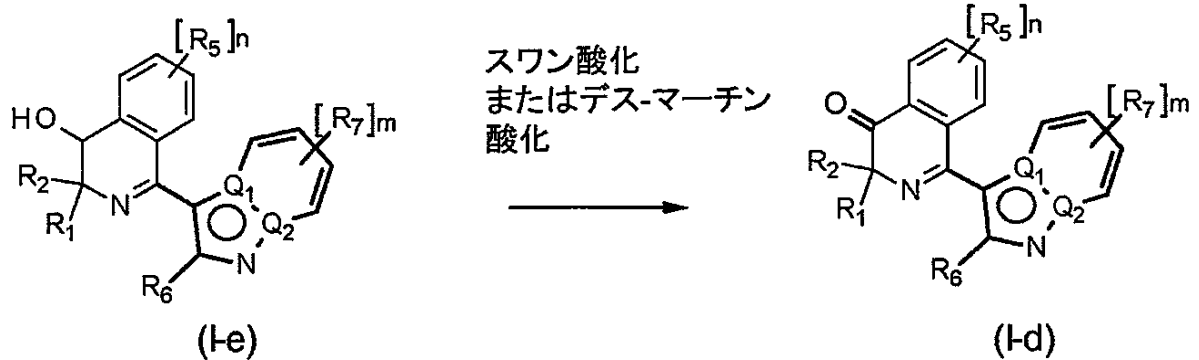 [R5]n
HO
R2
R1
N
[R7]m
Q1
Q2
N
R6
(I-e)
スワン酸化
またはデス-マーチン
酸化
[R5]n
O
R2
R1
N
[R7]m
Q1
Q2
N
R6
(I-d)